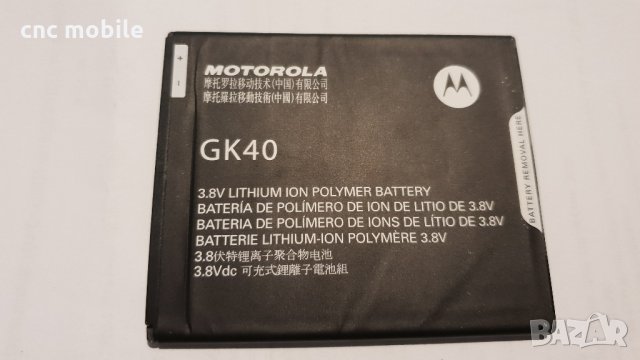 cnc mobile
+
-
MOTOROLA
摩托罗拉移动技术(中国)有限公司
摩托羅拉移動技術(中國)有限公司
GK40
3.8V LITHIUM ION POLYMER BATTERY
BATERÍA DE POLÍMERO DE ION DE LITIO DE 3.8V
BATERIA DE POLÍMERO DE IONS DE LÍTIO DE 3.8V
BATTERIE LITHIUM-ION POLYMÈRE 3.8V
3.8伏特锂离子聚合物电池
3.8Vdc 可充式鋰離子電池組
BATTERY REMOVAL HERE
BAZAR